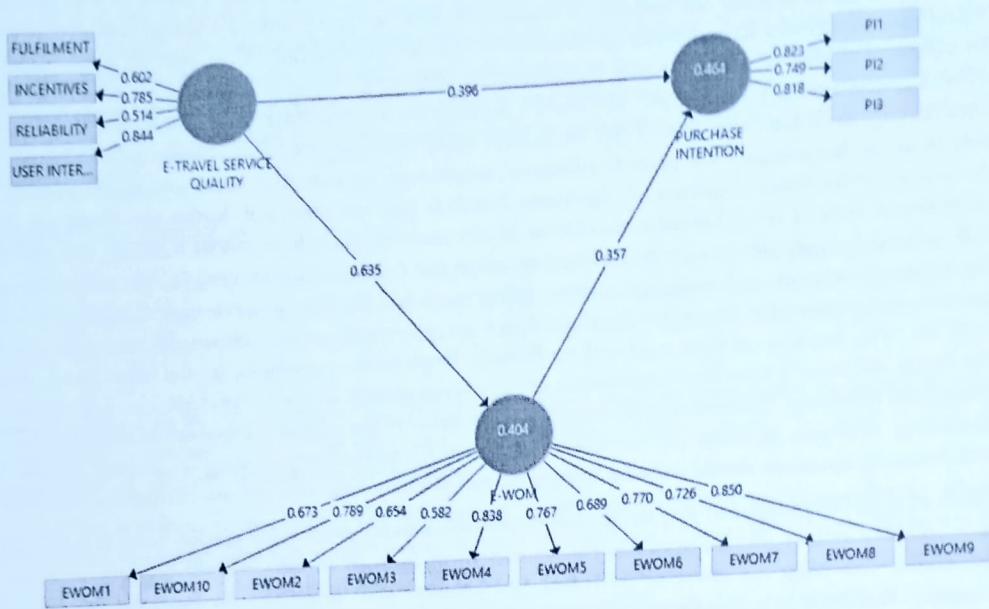 FULFILMENT
INCENTIVES
RELIABILITY
USER INTER...
0.602
0.785
0.514
0.844
E-TRAVEL SERVICE
QUALITY
0.396
0.464
PURCHASE
INTENTION
0.823
0.749
0.818
PI1
PI2
PI3
0.635
0.357
0.404
E-WOM
0.673
0.789
0.654
0.582
0.838
0.767
0.689
0.770
0.726
0.850
EWOM1
EWOM10
EWOM2
EWOM3
EWOM4
EWOM5
EWOM6
EWOM7
EWOM8
EWOM9